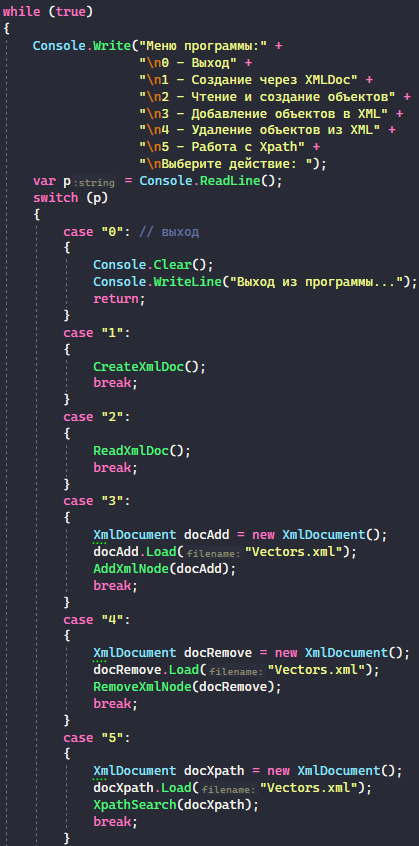 while (true)
{
    Console.Write("Меню программы:" +
                  "\n0 - Выход" +
                  "\n1 - Создание через XMLDoc" +
                  "\n2 - Чтение и создание объектов" +
                  "\n3 - Добавление объектов в XML" +
                  "\n4 - Удаление объектов из XML" +
                  "\n5 - Работа с Xpath" +
                  "\nВыберите действие: ");
    var p :string = Console.ReadLine();
    switch (p)
    {
        case "0": // выход
        {
            Console.Clear();
            Console.WriteLine("Выход из программы...");
            return;
        }
        case "1":
        {
            CreateXmlDoc();
            break;
        }
        case "2":
        {
            ReadXmlDoc();
            break;
        }
        case "3":
        {
            XmlDocument docAdd = new XmlDocument();
            docAdd.Load( filename: "Vectors.xml");
            AddXmlNode(docAdd);
            break;
        }
        case "4":
        {
            XmlDocument docRemove = new XmlDocument();
            docRemove.Load( filename: "Vectors.xml");
            RemoveXmlNode(docRemove);
            break;
        }
        case "5":
        {
            XmlDocument docXpath = new XmlDocument();
            docXpath.Load( filename: "Vectors.xml");
            XpathSearch(docXpath);
            break;
        }